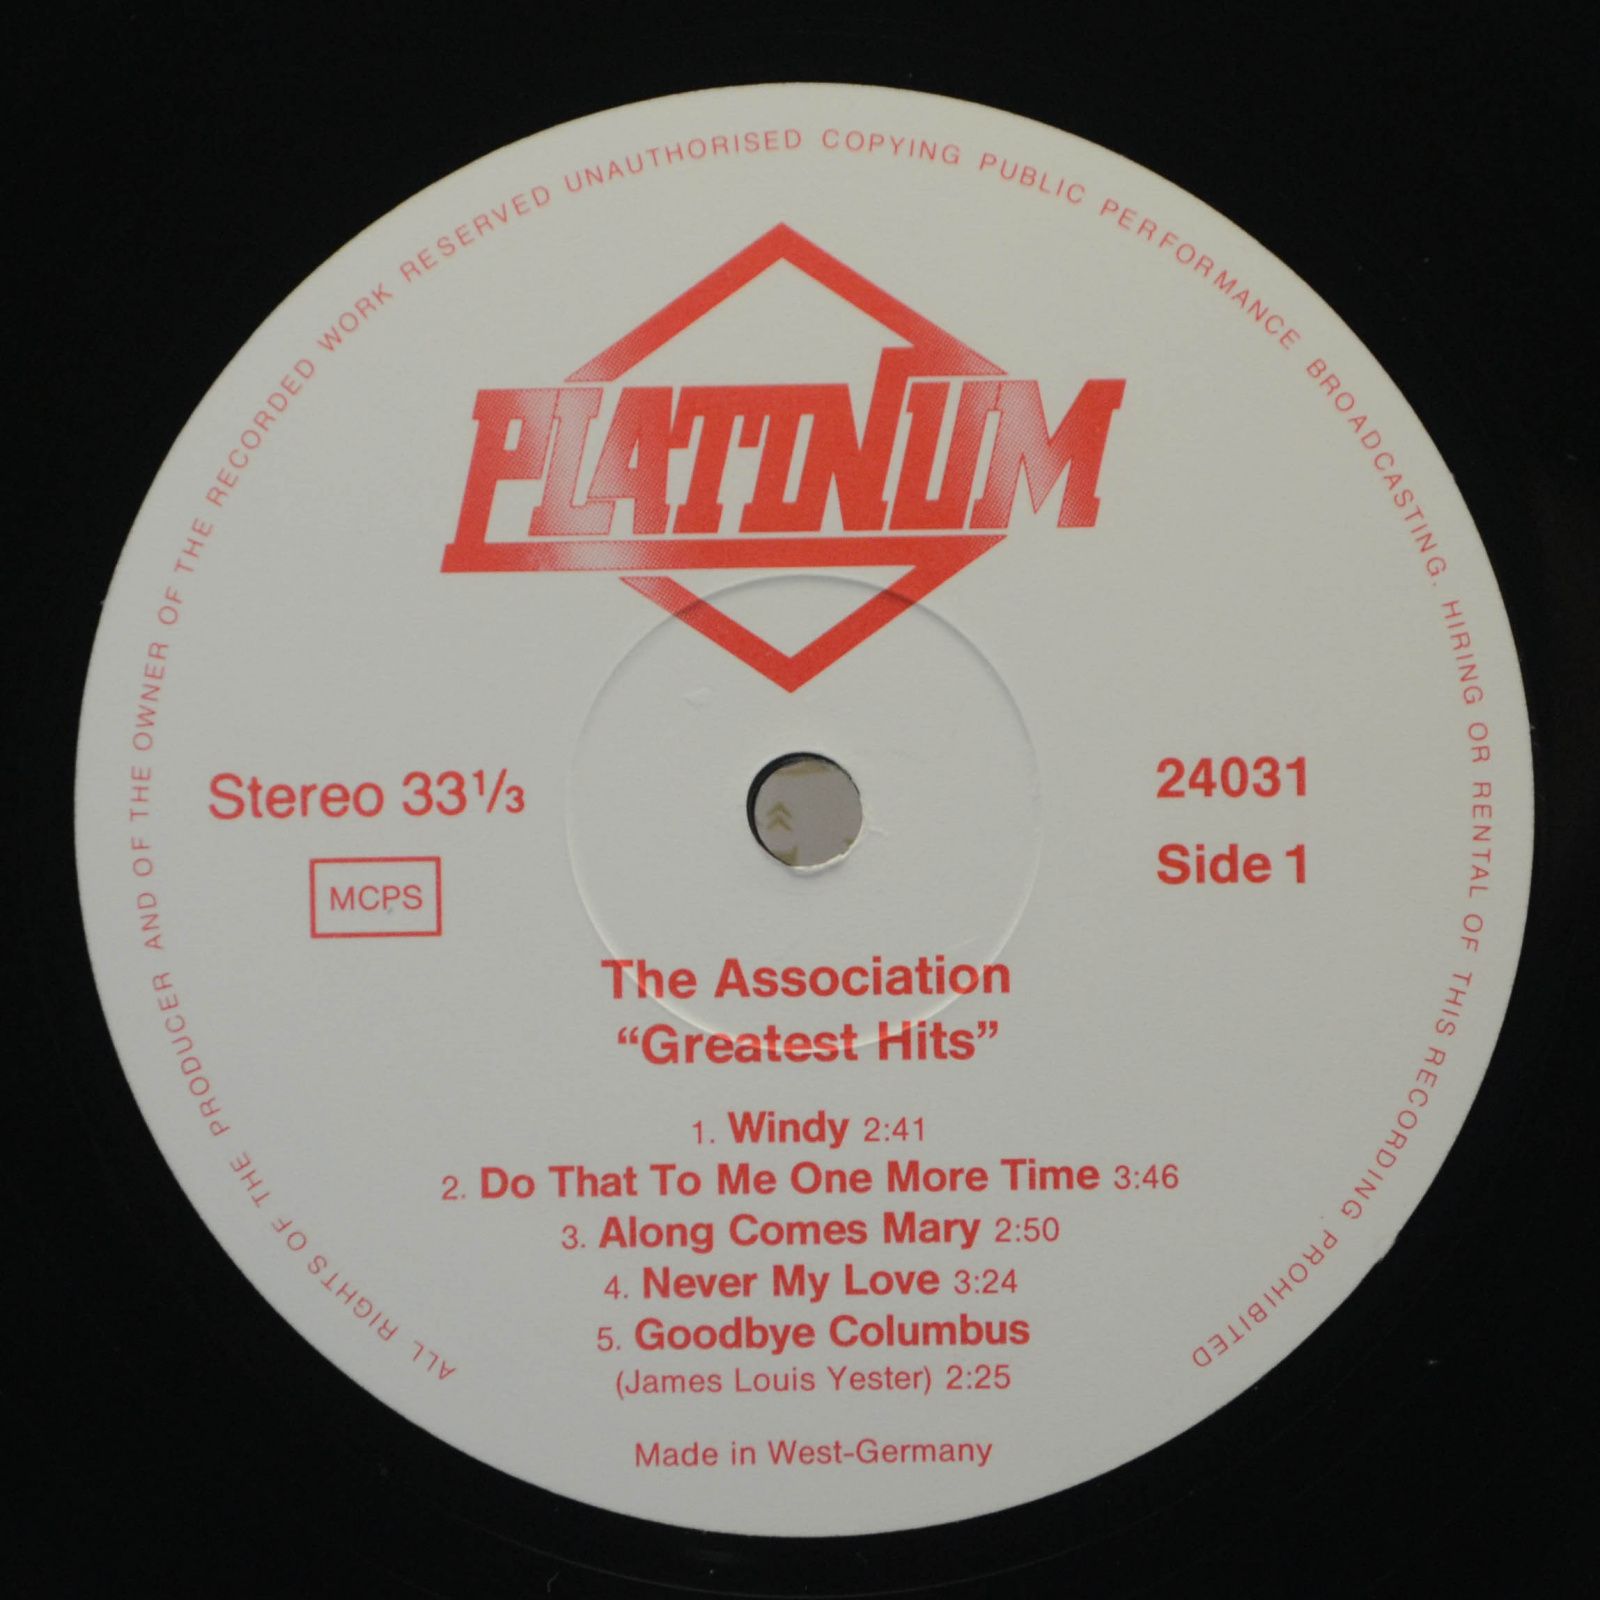 ALL RIGHTS OF THE PRODUCER AND OF THE OWNER OF THE RECORDED WORK RESERVED UNAUTHORISED COPYING PUBLIC PERFORMANCE BROADCASTING. HIRING OR RENTAL OF THIS RECORDING PROHIBITED
PLATINUM
Stereo 33⅓
MCPS
24031
Side 1
The Association
“Greatest Hits”
1. Windy 2:41
2. Do That To Me One More Time 3:46
3. Along Comes Mary 2:50
4. Never My Love 3:24
5. Goodbye Columbus
(James Louis Yester) 2:25
Made in West-Germany